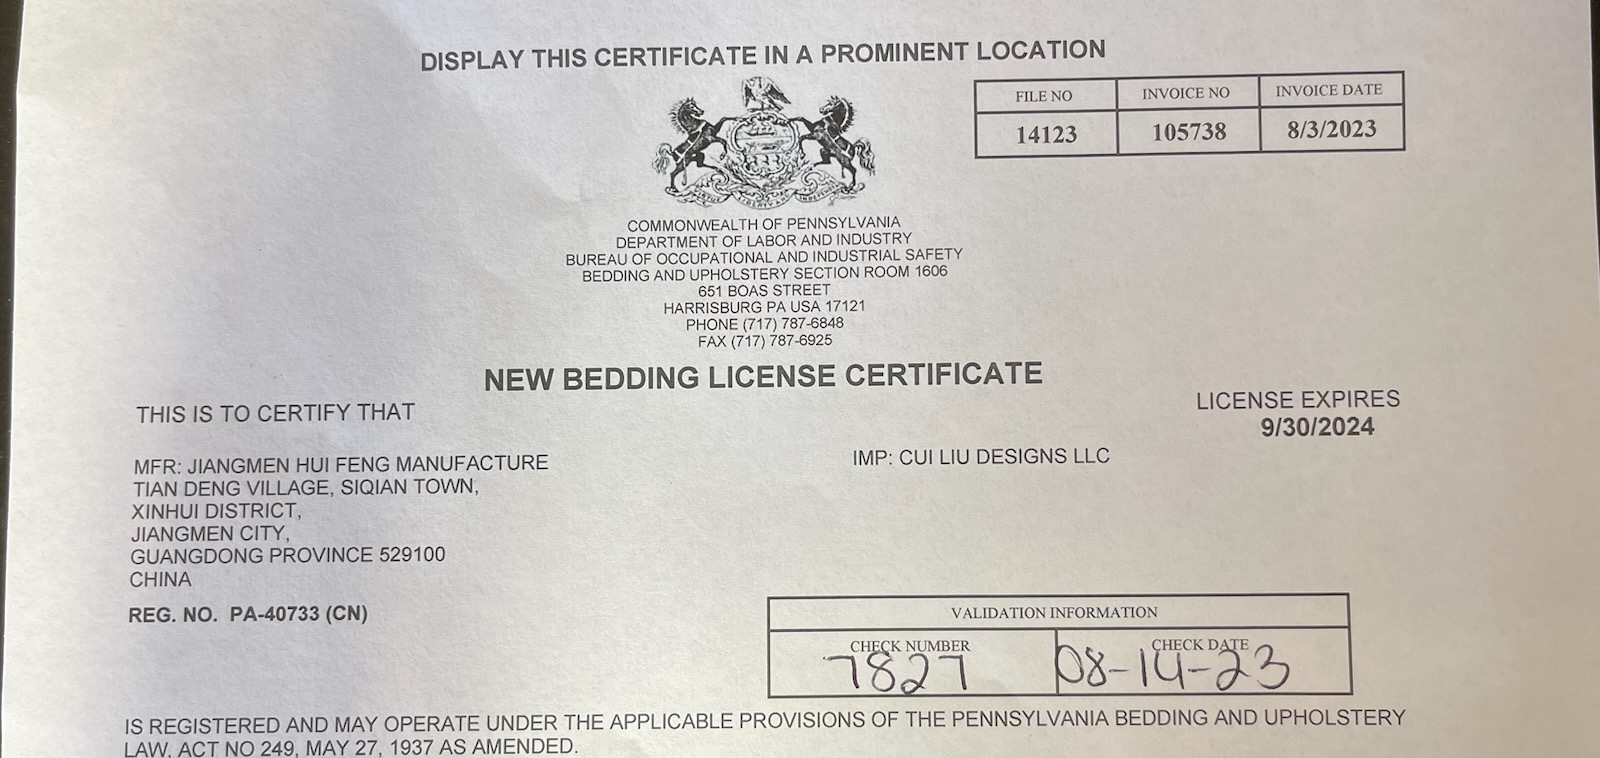 DISPLAY THIS CERTIFICATE IN A PROMINENT LOCATION
FILE NO INVOICE NO INVOICE DATE
14123 105738 8/3/2023
VIRTUE LIBERTY AND INDEPENDENCE
COMMONWEALTH OF PENNSYLVANIA
DEPARTMENT OF LABOR AND INDUSTRY
BUREAU OF OCCUPATIONAL AND INDUSTRIAL SAFETY
BEDDING AND UPHOLSTERY SECTION ROOM 1606
651 BOAS STREET
HARRISBURG PA USA 17121
PHONE (717) 787-6848
FAX (717) 787-6925
NEW BEDDING LICENSE CERTIFICATE
THIS IS TO CERTIFY THAT
LICENSE EXPIRES
9/30/2024
MFR: JIANGMEN HUI FENG MANUFACTURE
TIAN DENG VILLAGE, SIQIAN TOWN,
XINHUI DISTRICT,
JIANGMEN CITY,
GUANGDONG PROVINCE 529100
CHINA
IMP: CUI LIU DESIGNS LLC
REG. NO. PA-40733 (CN)
VALIDATION INFORMATION
CHECK NUMBER CHECK DATE
7827 08-14-23
IS REGISTERED AND MAY OPERATE UNDER THE APPLICABLE PROVISIONS OF THE PENNSYLVANIA BEDDING AND UPHOLSTERY
LAW, ACT NO 249, MAY 27, 1937 AS AMENDED.